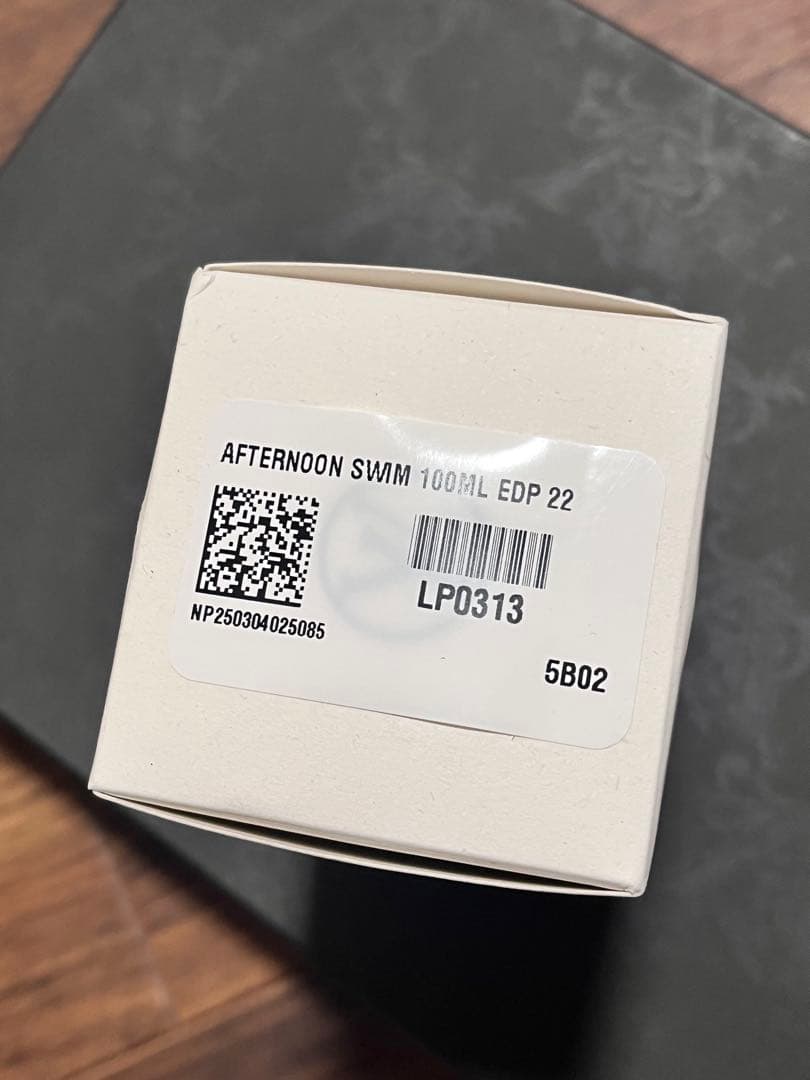 AFTERNOON SWIM 100ML EDP 22
NP250304025085
LP0313
5B02